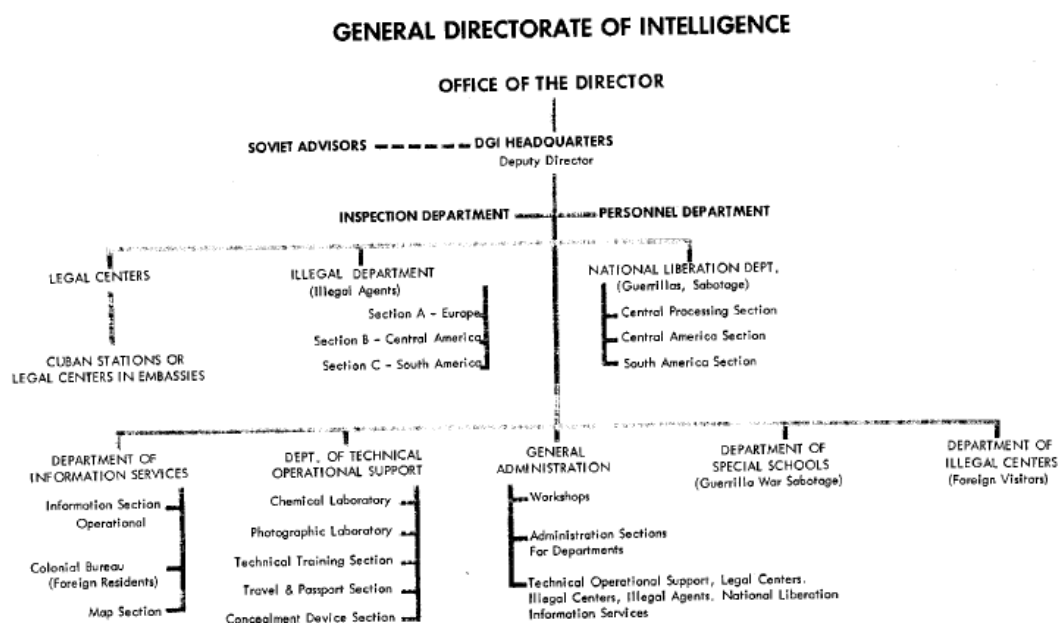 GENERAL DIRECTORATE OF INTELLIGENCE
OFFICE OF THE DIRECTOR
SOVIET ADVISORS
DGI HEADQUARTERS
Deputy Director
INSPECTION DEPARTMENT
PERSONNEL DEPARTMENT
LEGAL CENTERS
CUBAN STATIONS OR
LEGAL CENTERS IN EMBASSIES
ILLEGAL DEPARTMENT
(Illegal Agents)
Section A - Europe
Section B - Central America
Section C - South America
NATIONAL LIBERATION DEPT.
(Guerrillas, Sabotage)
Central Processing Section
Central America Section
South America Section
DEPARTMENT OF
INFORMATION SERVICES
Information Section
Operational
Colonial Bureau
(Foreign Residents)
Map Section
DEPT. OF TECHNICAL
OPERATIONAL SUPPORT
Chemical Laboratory
Photographic Laboratory
Technical Training Section
Travel & Passport Section
Concealment Device Section
GENERAL
ADMINISTRATION
Workshops
Administration Sections
For Departments
Technical Operational Support, Legal Centers.
Illegal Centers, Illegal Agents. National Liberation
Information Services
DEPARTMENT OF
SPECIAL SCHOOLS
(Guerrilla War Sabotage)
DEPARTMENT OF
ILLEGAL CENTERS
(Foreign Visitors)